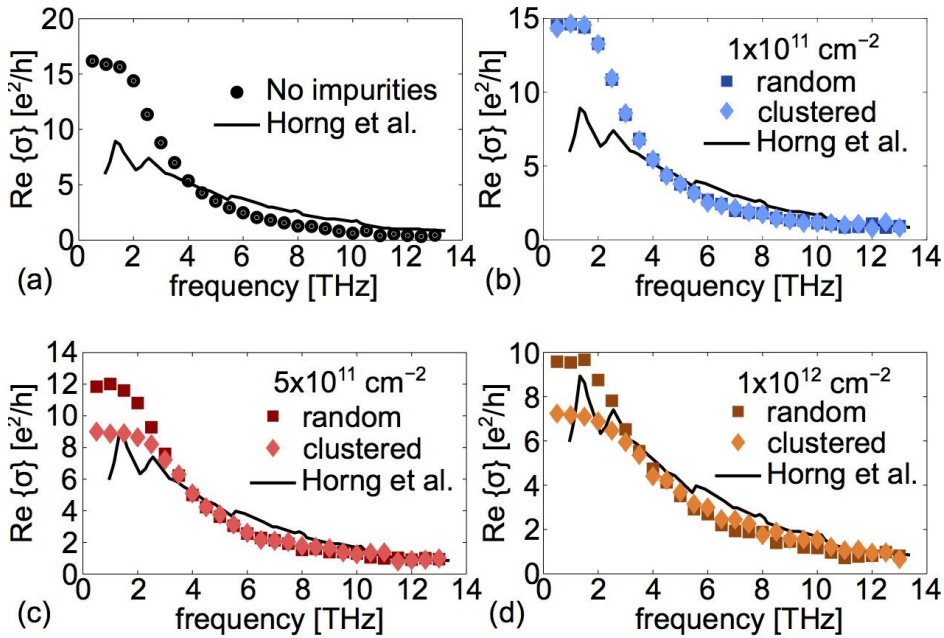 20
15
10
5
0
Re {σ} [e²/h]
No impurities
Horng et al.
0 2 4 6 8 10 12 14
(a) frequency [THz]
15
10
5
0
Re {σ} [e²/h]
1x10¹¹ cm⁻²
random
clustered
Horng et al.
0 2 4 6 8 10 12 14
(b) frequency [THz]
14
12
10
8
6
4
2
0
Re {σ} [e²/h]
5x10¹¹ cm⁻²
random
clustered
Horng et al.
0 2 4 6 8 10 12 14
(c) frequency [THz]
10
8
6
4
2
0
Re {σ} [e²/h]
1x10¹² cm⁻²
random
clustered
Horng et al.
0 2 4 6 8 10 12 14
(d) frequency [THz]